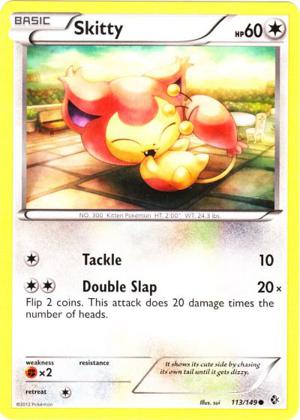 BASIC
Skitty
HP60
NO. 300 Kitten Pokémon HT. 2'00" WT. 24.3 lbs.
Tackle 10
Double Slap 20×
Flip 2 coins. This attack does 20 damage times
the number of heads.
weakness resistance
×2
It shows its cute side by chasing
its own tail until it gets dizzy.
retreat
©2012 Pokémon
Illus. sui 113/149